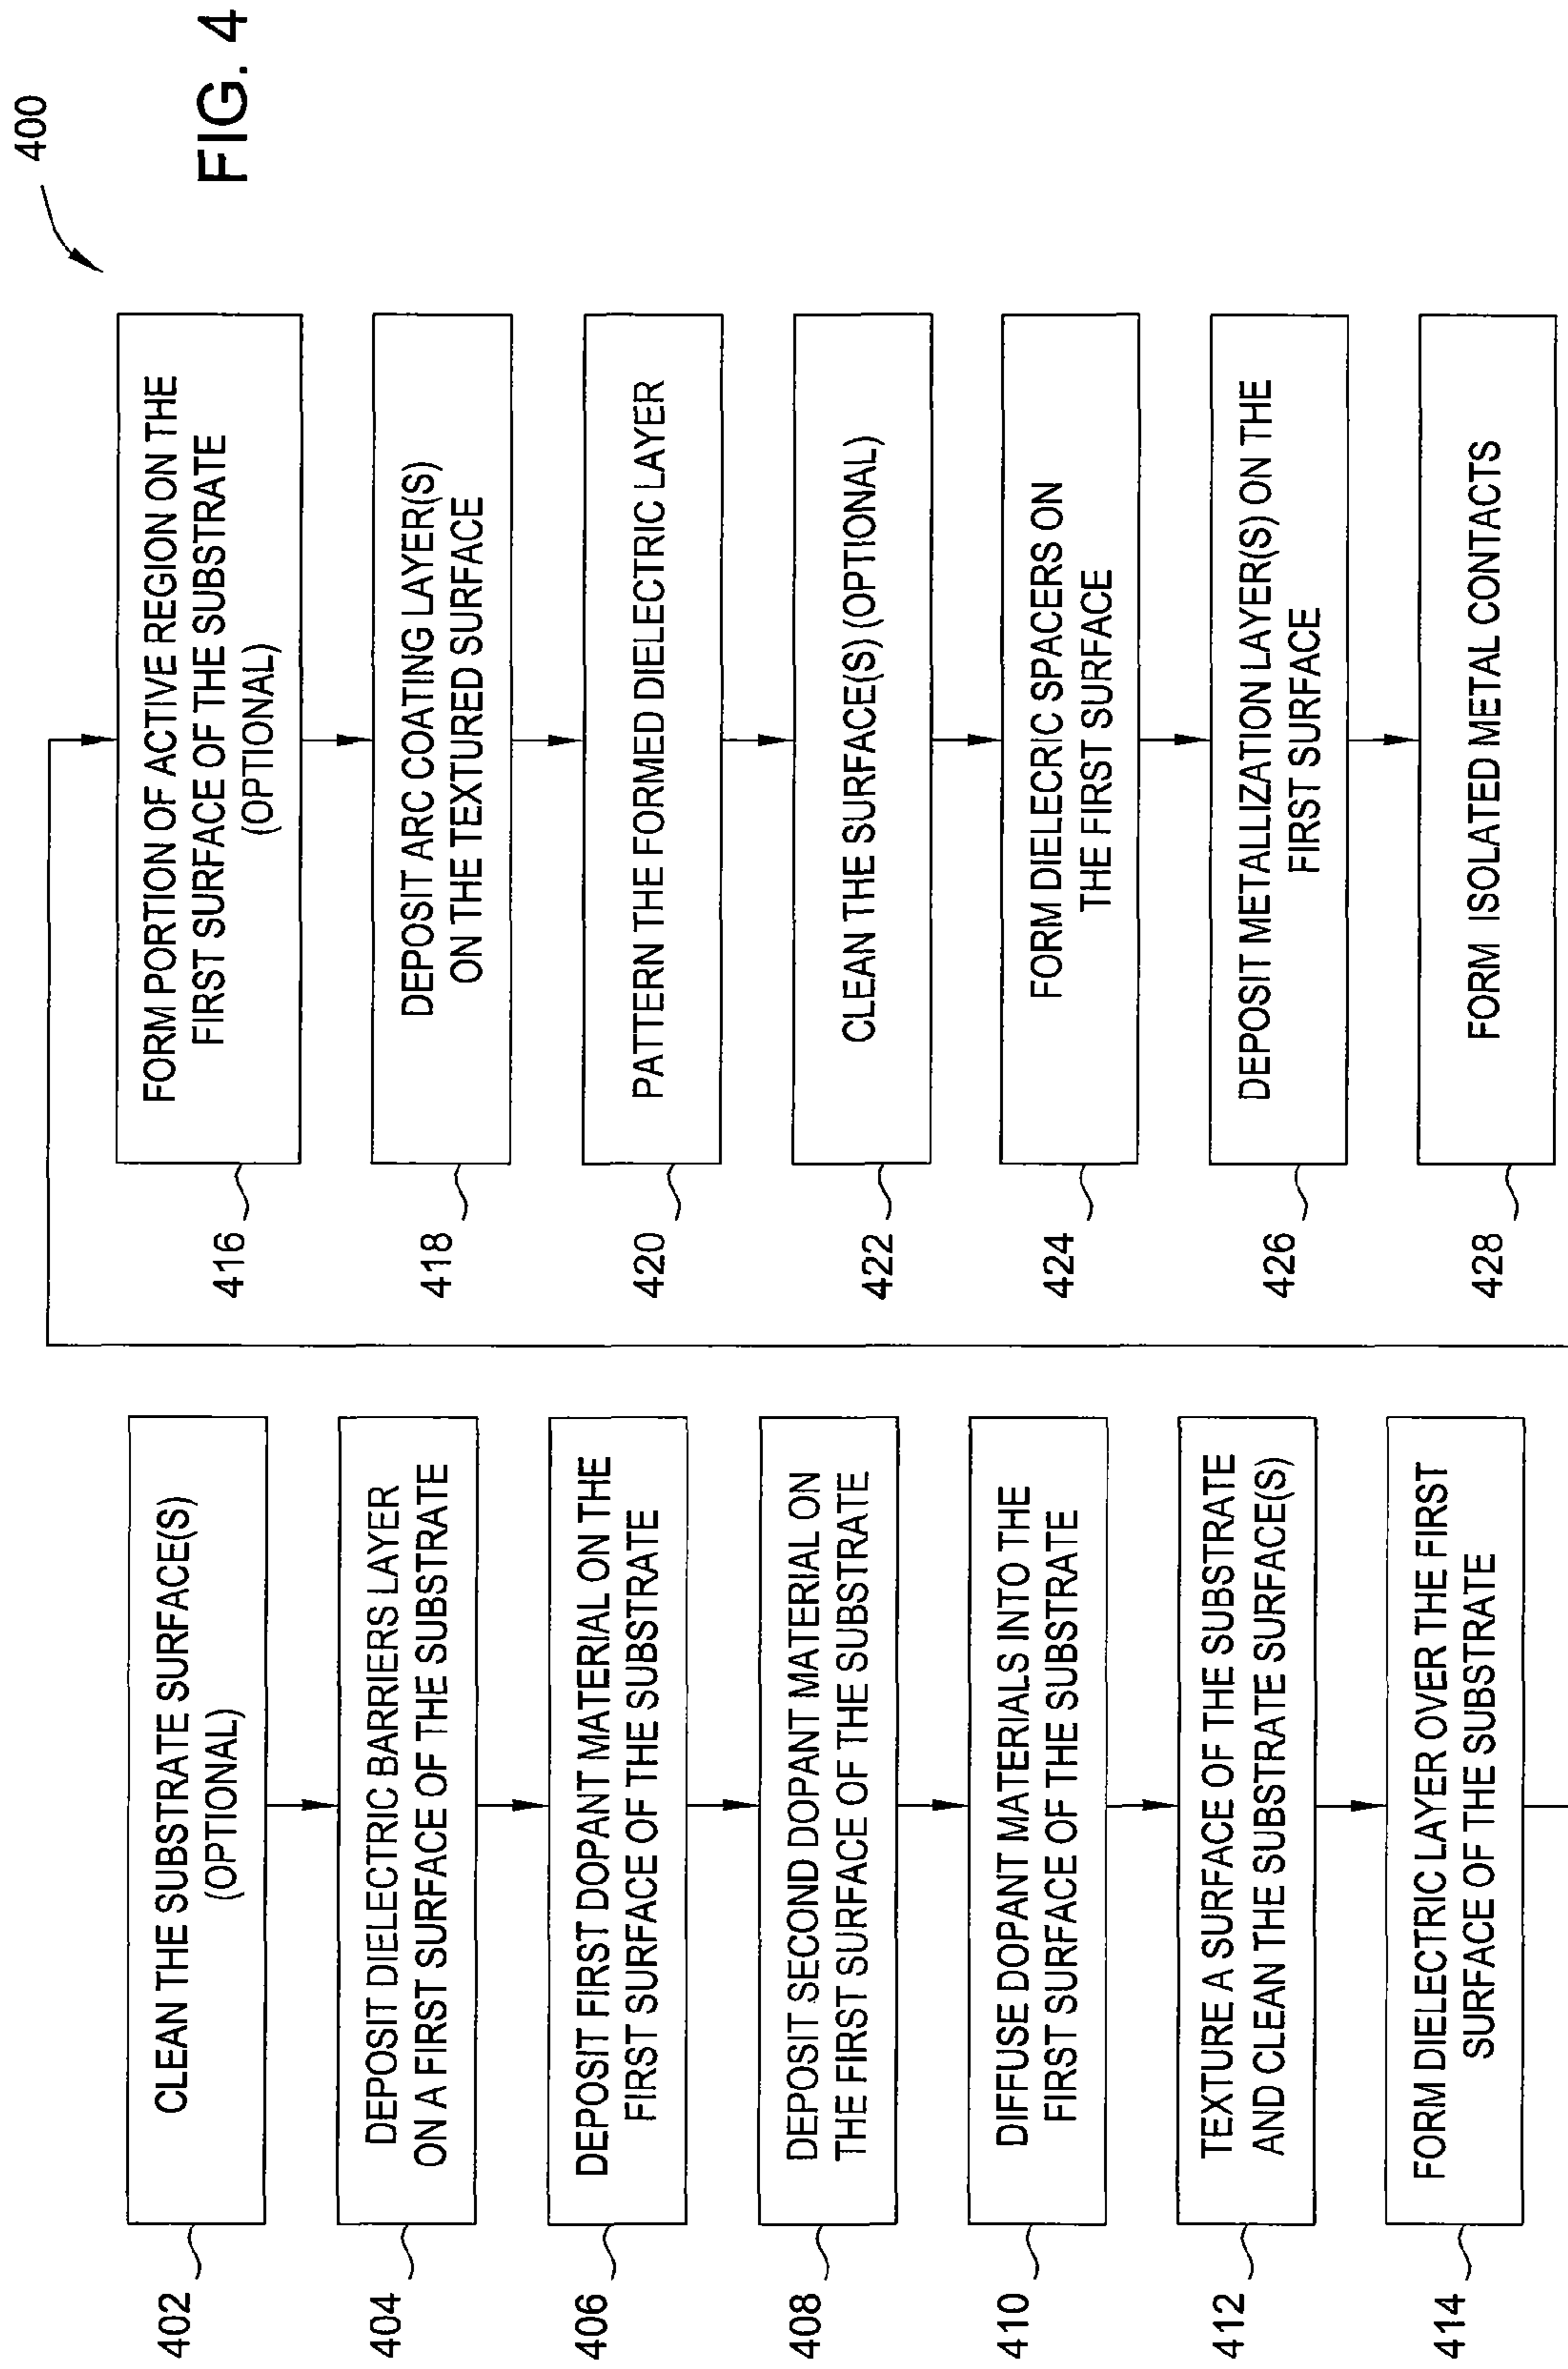 400
FIG. 4
402
CLEAN THE SUBSTRATE SURFACE(S)
(OPTIONAL)
404
DEPOSIT DIELECTRIC BARRIERS LAYER
ON A FIRST SURFACE OF THE SUBSTRATE
406
DEPOSIT FIRST DOPANT MATERIAL ON THE
FIRST SURFACE OF THE SUBSTRATE
408
DEPOSIT SECOND DOPANT MATERIAL ON
THE FIRST SURFACE OF THE SUBSTRATE
410
DIFFUSE DOPANT MATERIALS INTO THE
FIRST SURFACE OF THE SUBSTRATE
412
TEXTURE A SURFACE OF THE SUBSTRATE
AND CLEAN THE SUBSTRATE SURFACE(S)
414
FORM DIELECTRIC LAYER OVER THE FIRST
SURFACE OF THE SUBSTRATE
416
FORM PORTION OF ACTIVE REGION ON THE
FIRST SURFACE OF THE SUBSTRATE
(OPTIONAL)
418
DEPOSIT ARC COATING LAYER(S)
ON THE TEXTURED SURFACE
420
PATTERN THE FORMED DIELECTRIC LAYER
422
CLEAN THE SURFACE(S) (OPTIONAL)
424
FORM DIELECRIC SPACERS ON
THE FIRST SURFACE
426
DEPOSIT METALLIZATION LAYER(S) ON THE
FIRST SURFACE
428
FORM ISOLATED METAL CONTACTS